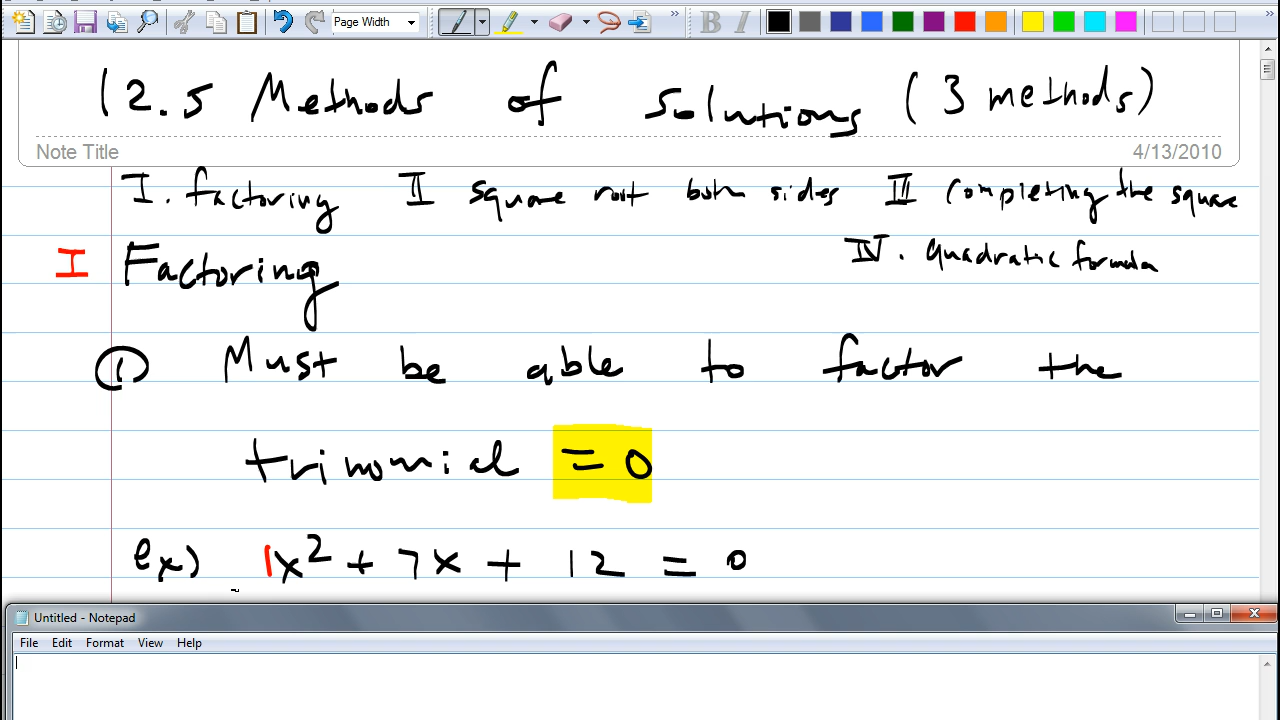 Page Width
B I
12.5 Methods of solutions (3 methods)
Note Title 4/13/2010
I. factoring II square root both sides III completing the square
IV. quadratic formula
I Factoring
① Must be able to factor the
trinomial = 0
ex) 1x² + 7x + 12 = 0
Untitled - Notepad
File Edit Format View Help